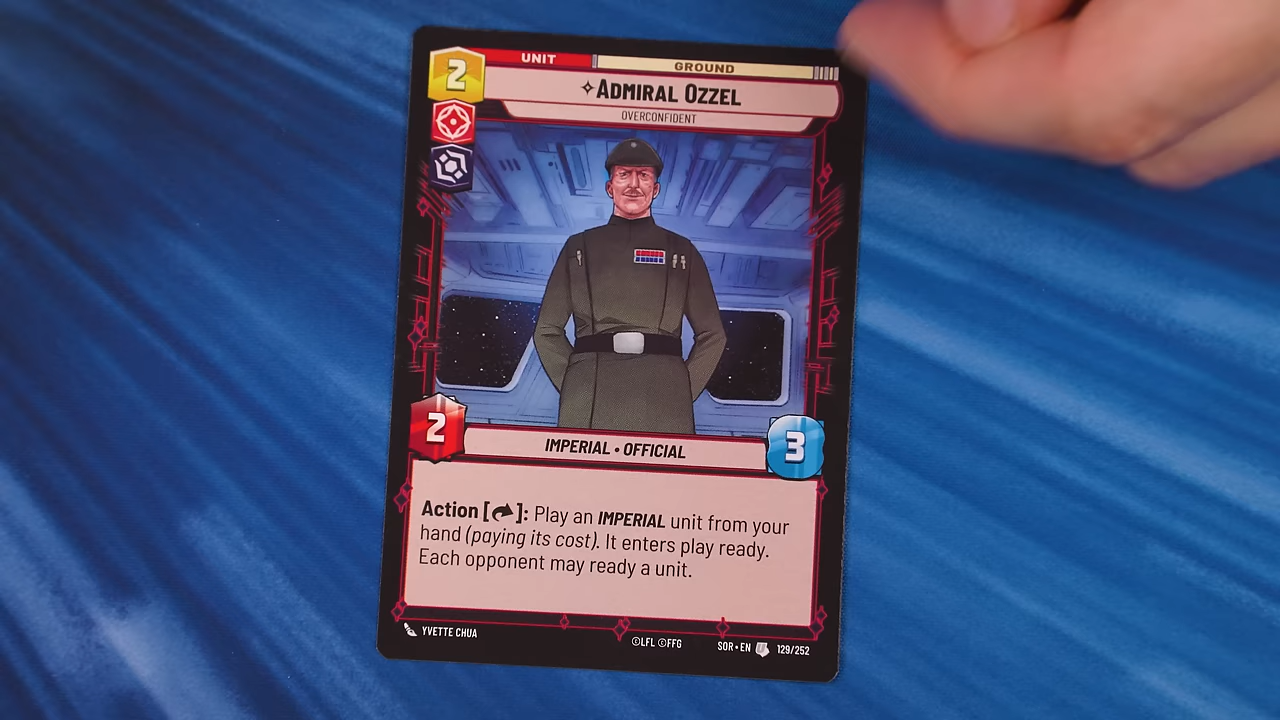 UNIT
GROUND
2
✧ADMIRAL OZZEL
OVERCONFIDENT
2
IMPERIAL • OFFICIAL
3
Action [↷]: Play an IMPERIAL unit from your
hand (paying its cost). It enters play ready.
Each opponent may ready a unit.
YVETTE CHUA
©LFL ©FFG
SOR • EN
U
129/252